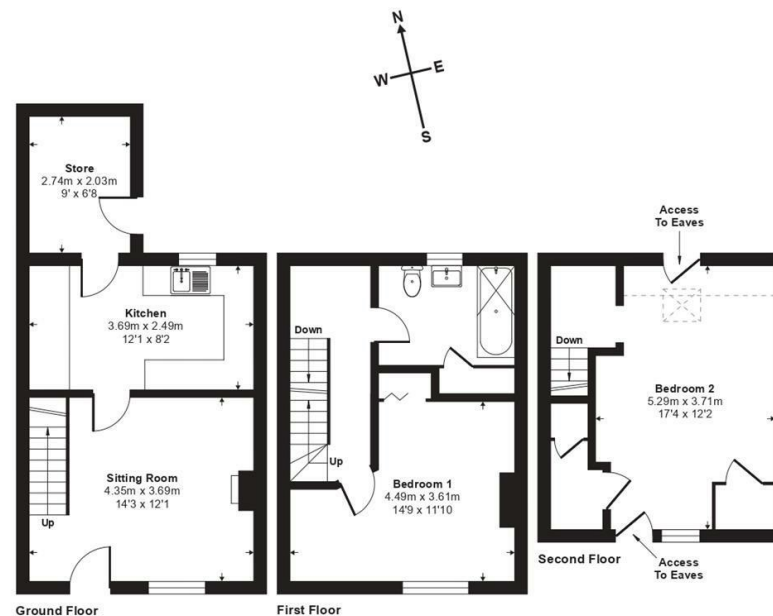 N
W
E
S
Store
2.74m x 2.03m
9' x 6'8
Kitchen
3.69m x 2.49m
12'1 x 8'2
Sitting Room
4.35m x 3.69m
14'3 x 12'1
Up
Ground Floor
Down
Up
Bedroom 1
4.49m x 3.61m
14'9 x 11'10
First Floor
Access
To Eaves
Down
Bedroom 2
5.29m x 3.71m
17'4 x 12'2
Second Floor
Access
To Eaves